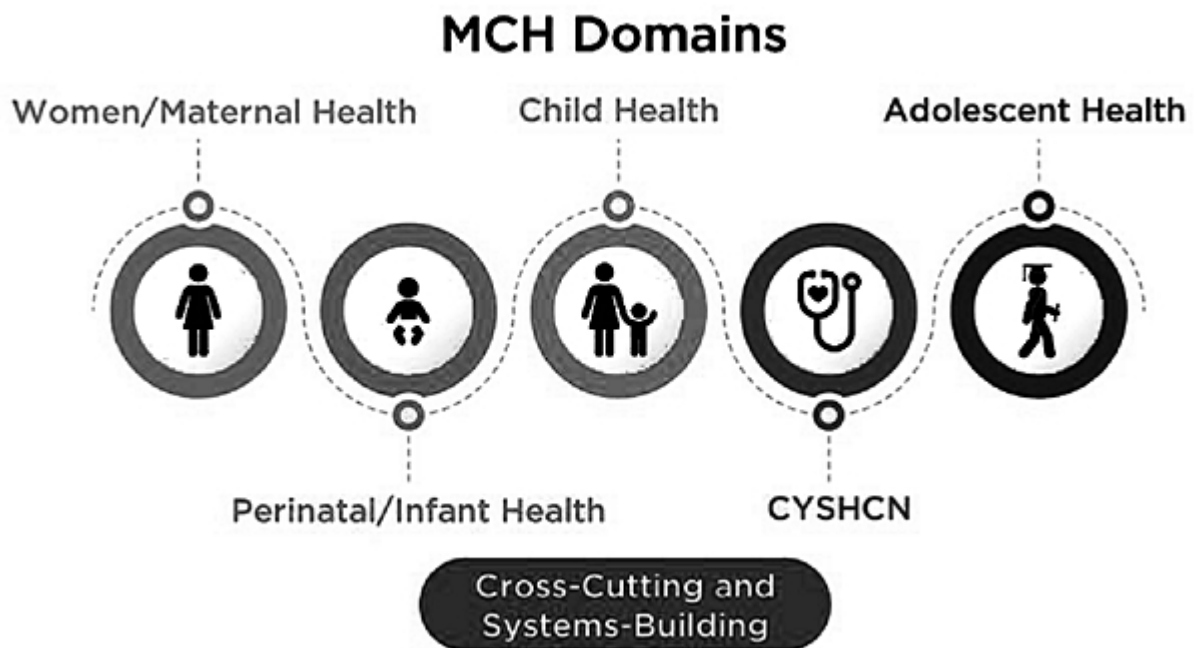 MCH Domains
Women/Maternal Health
Child Health
Adolescent Health
Perinatal/Infant Health
CYSHCN
Cross-Cutting and
Systems-Building